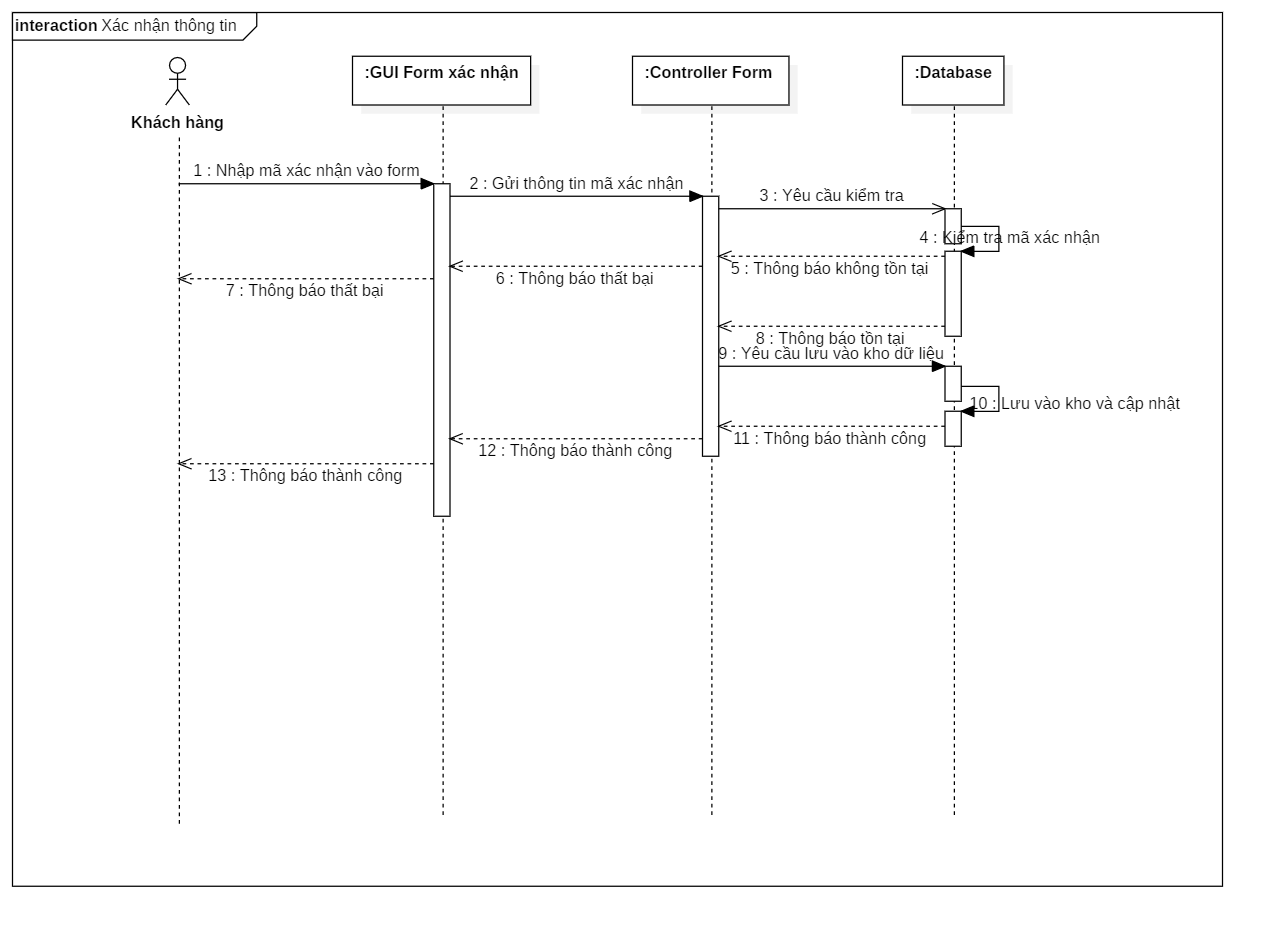 interaction Xác nhận thông tin
:GUI Form xác nhận
:Controller Form
:Database
Khách hàng
1 : Nhập mã xác nhận vào form
2 : Gửi thông tin mã xác nhận
3 : Yêu cầu kiểm tra
4 : Kiểm tra mã xác nhận
5 : Thông báo không tồn tại
6 : Thông báo thất bại
7 : Thông báo thất bại
8 : Thông báo tồn tại
9 : Yêu cầu lưu vào kho dữ liệu
10 : Lưu vào kho và cập nhật
11 : Thông báo thành công
12 : Thông báo thành công
13 : Thông báo thành công